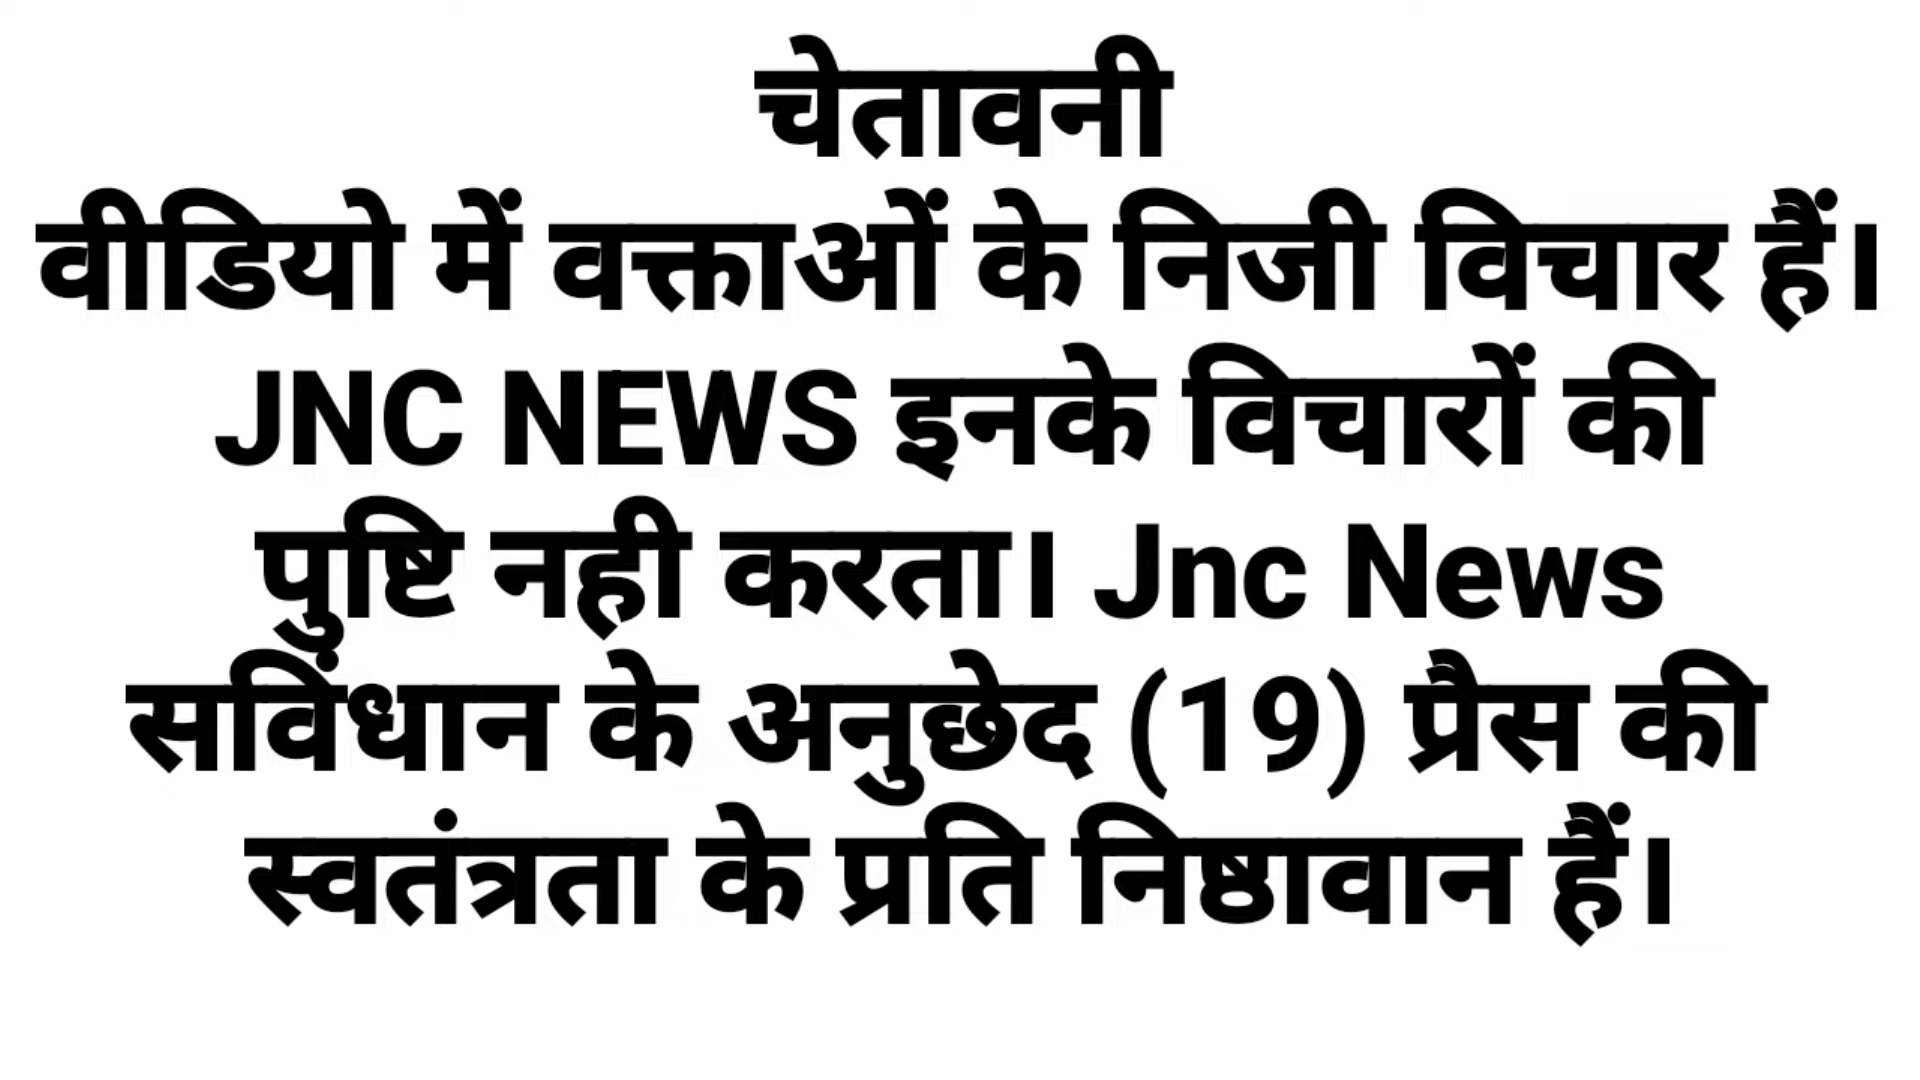 चेतावनी
वीडियो में वक्ताओं के निजी विचार हैं।
JNC NEWS इनके विचारों की
पुष्टि नही करता। Jnc News
सविंधान के अनुछेद (19) प्रैस की
स्वतंत्रता के प्रति निष्ठावान हैं।